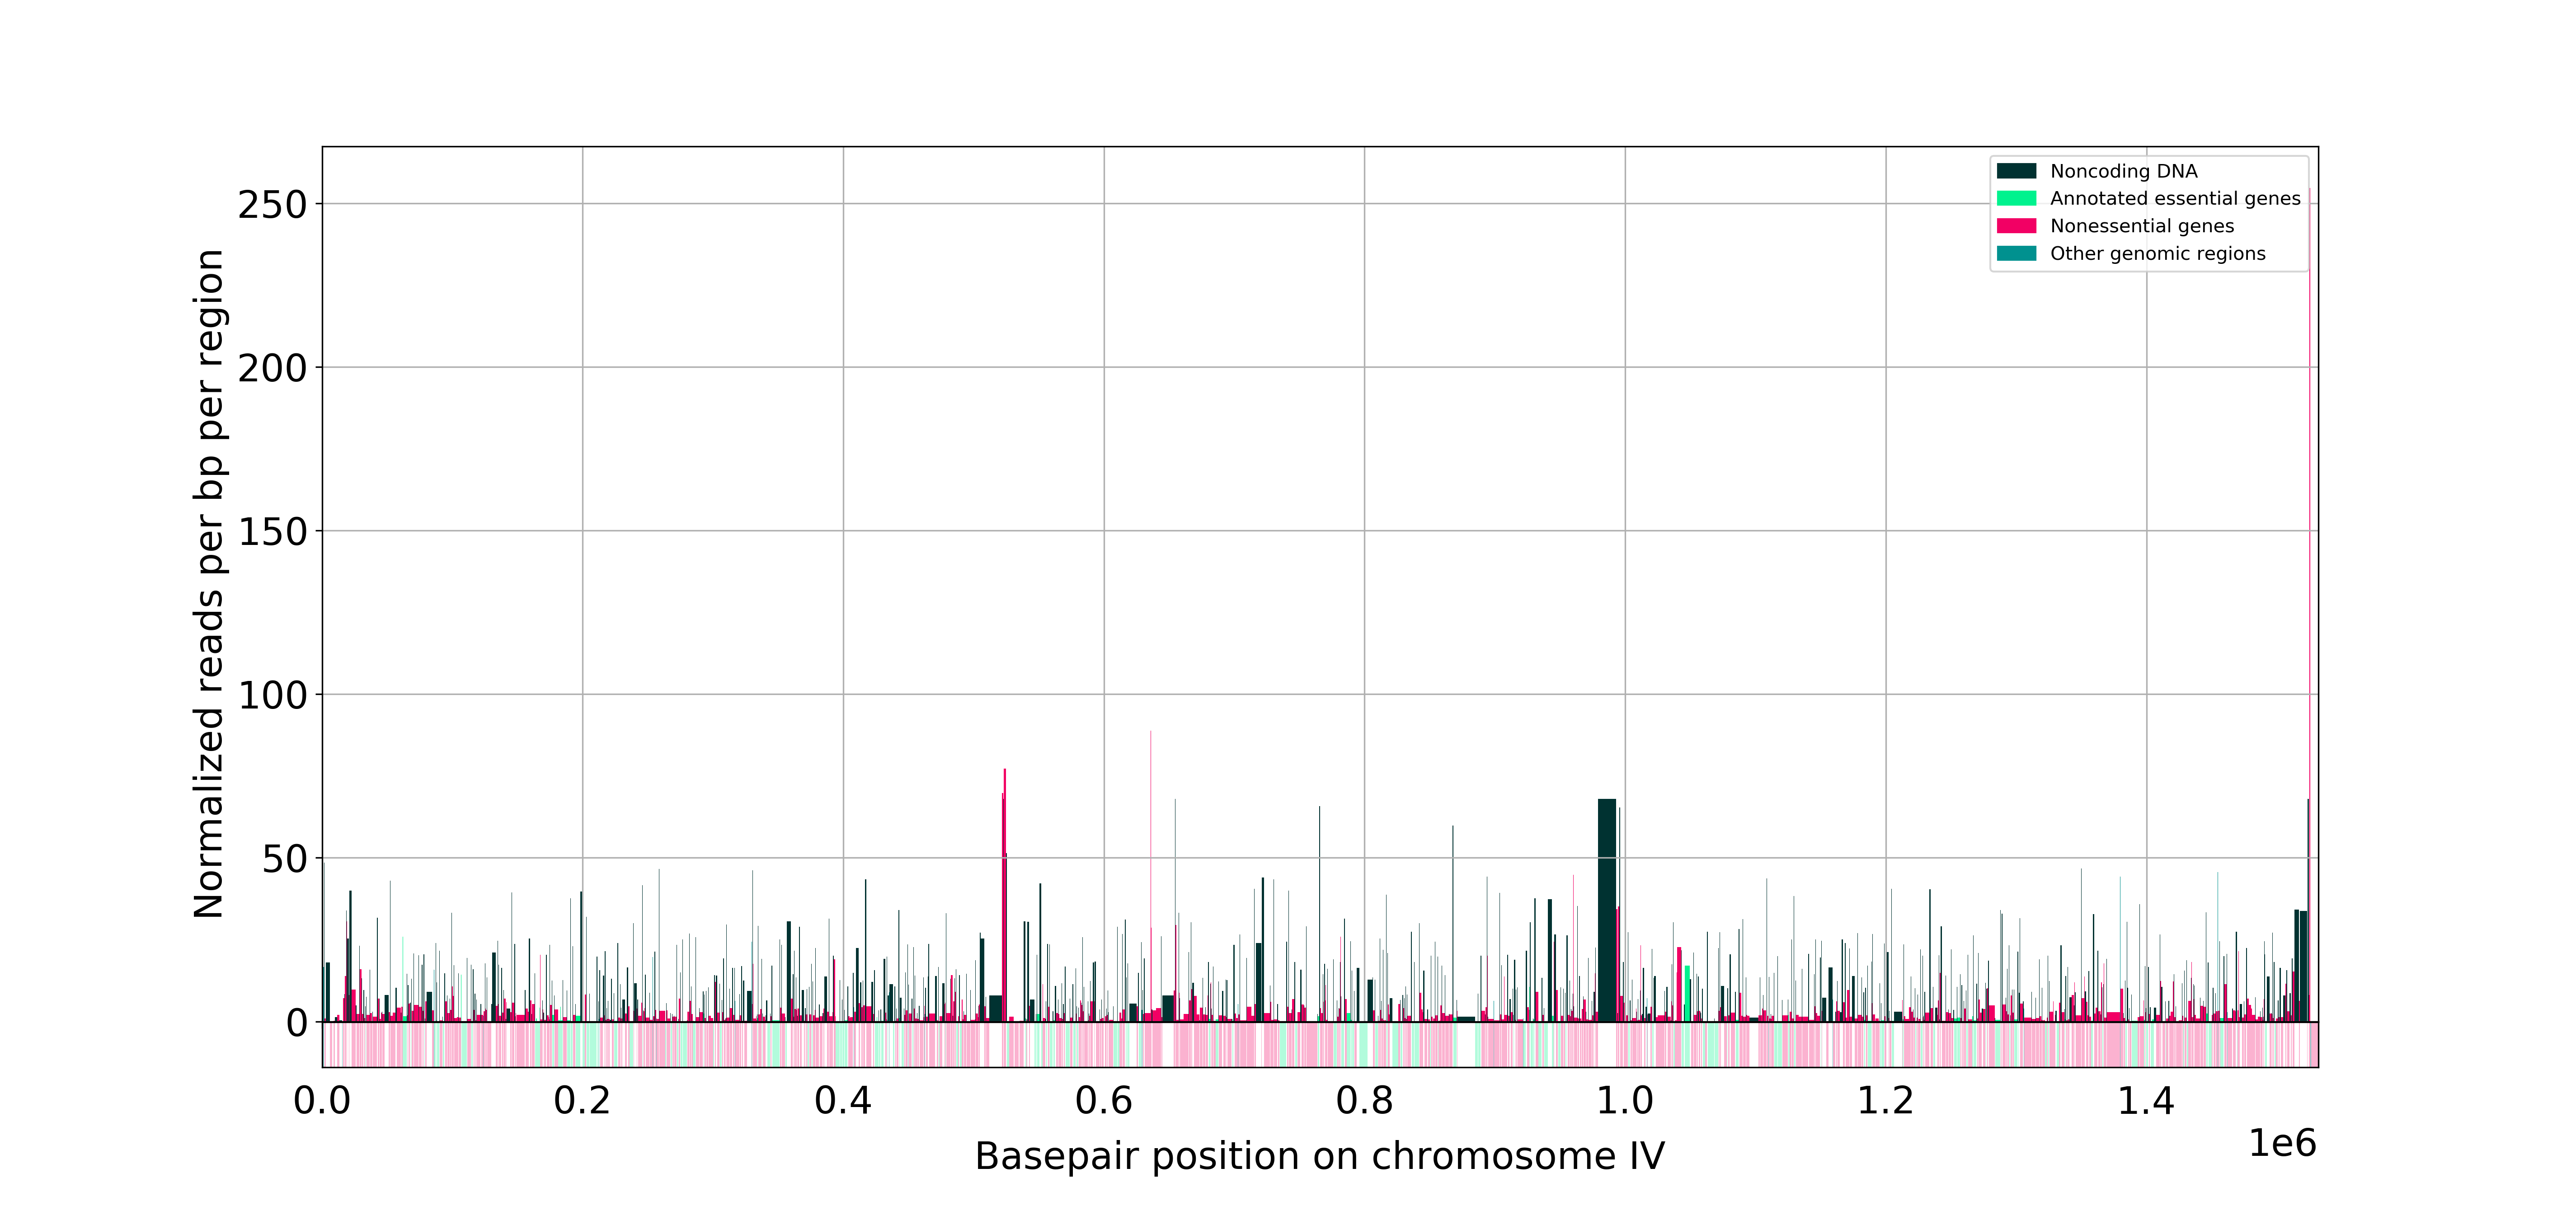 Normalized reads per bp per region
250
200
150
100
50
0
Noncoding DNA
Annotated essential genes
Nonessential genes
Other genomic regions
0.0 0.2 0.4 0.6 0.8 1.0 1.2 1.4
1e6
Basepair position on chromosome IV